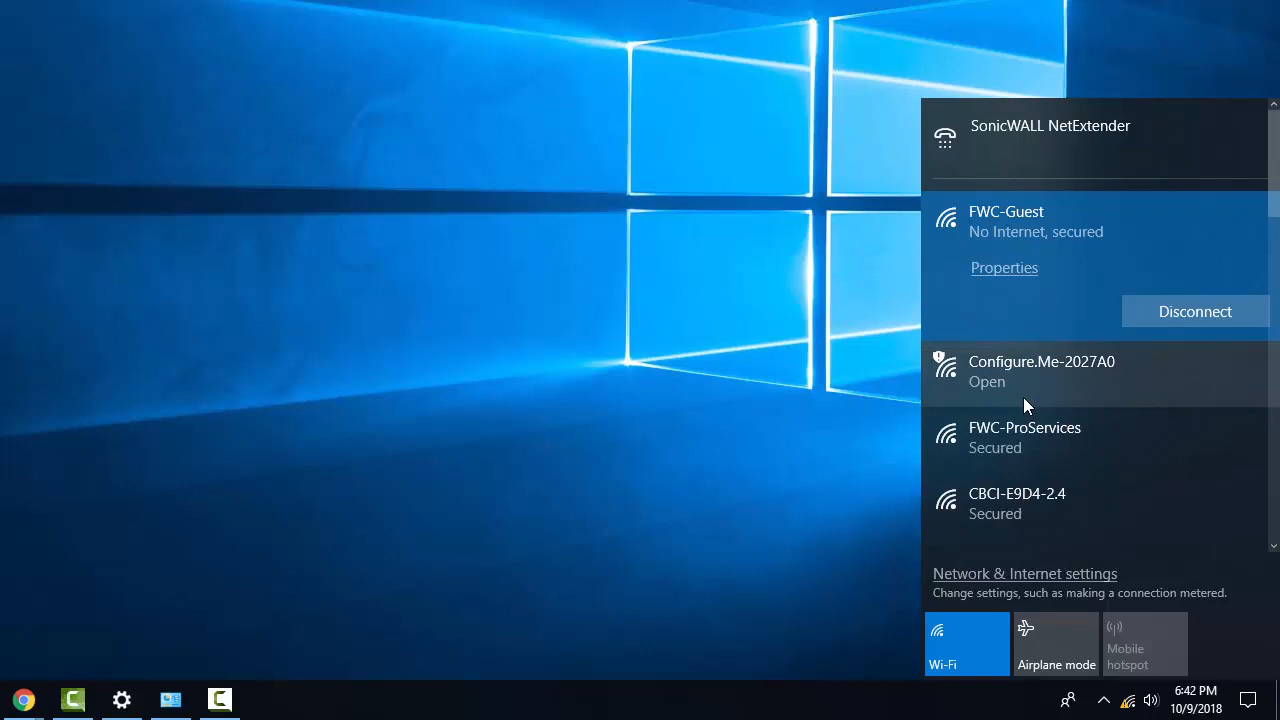 SonicWALL NetExtender
FWC-Guest
No Internet, secured
Properties
Disconnect
Configure.Me-2027A0
Open
FWC-ProServices
Secured
CBCI-E9D4-2.4
Secured
Network & Internet settings
Change settings, such as making a connection metered.
Wi-Fi
Airplane mode
Mobile
hotspot
6:42 PM
10/9/2018